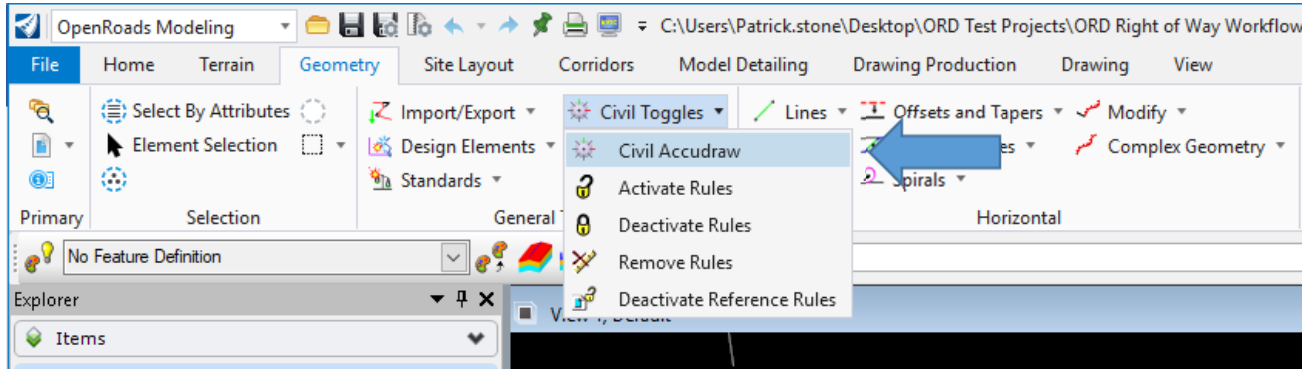 OpenRoads Modeling C:\Users\Patrick.stone\Desktop\ORD Test Projects\ORD Right of Way Workflow
File Home Terrain Geometry Site Layout Corridors Model Detailing Drawing Production Drawing View
Select By Attributes Import/Export Civil Toggles Lines Offsets and Tapers Modify
Element Selection Design Elements Civil Accudraw es Complex Geometry
Standards Activate Rules Spirals
Primary Selection General Deactivate Rules Horizontal
No Feature Definition Remove Rules
Explorer Deactivate Reference Rules
View 1, Default
Items